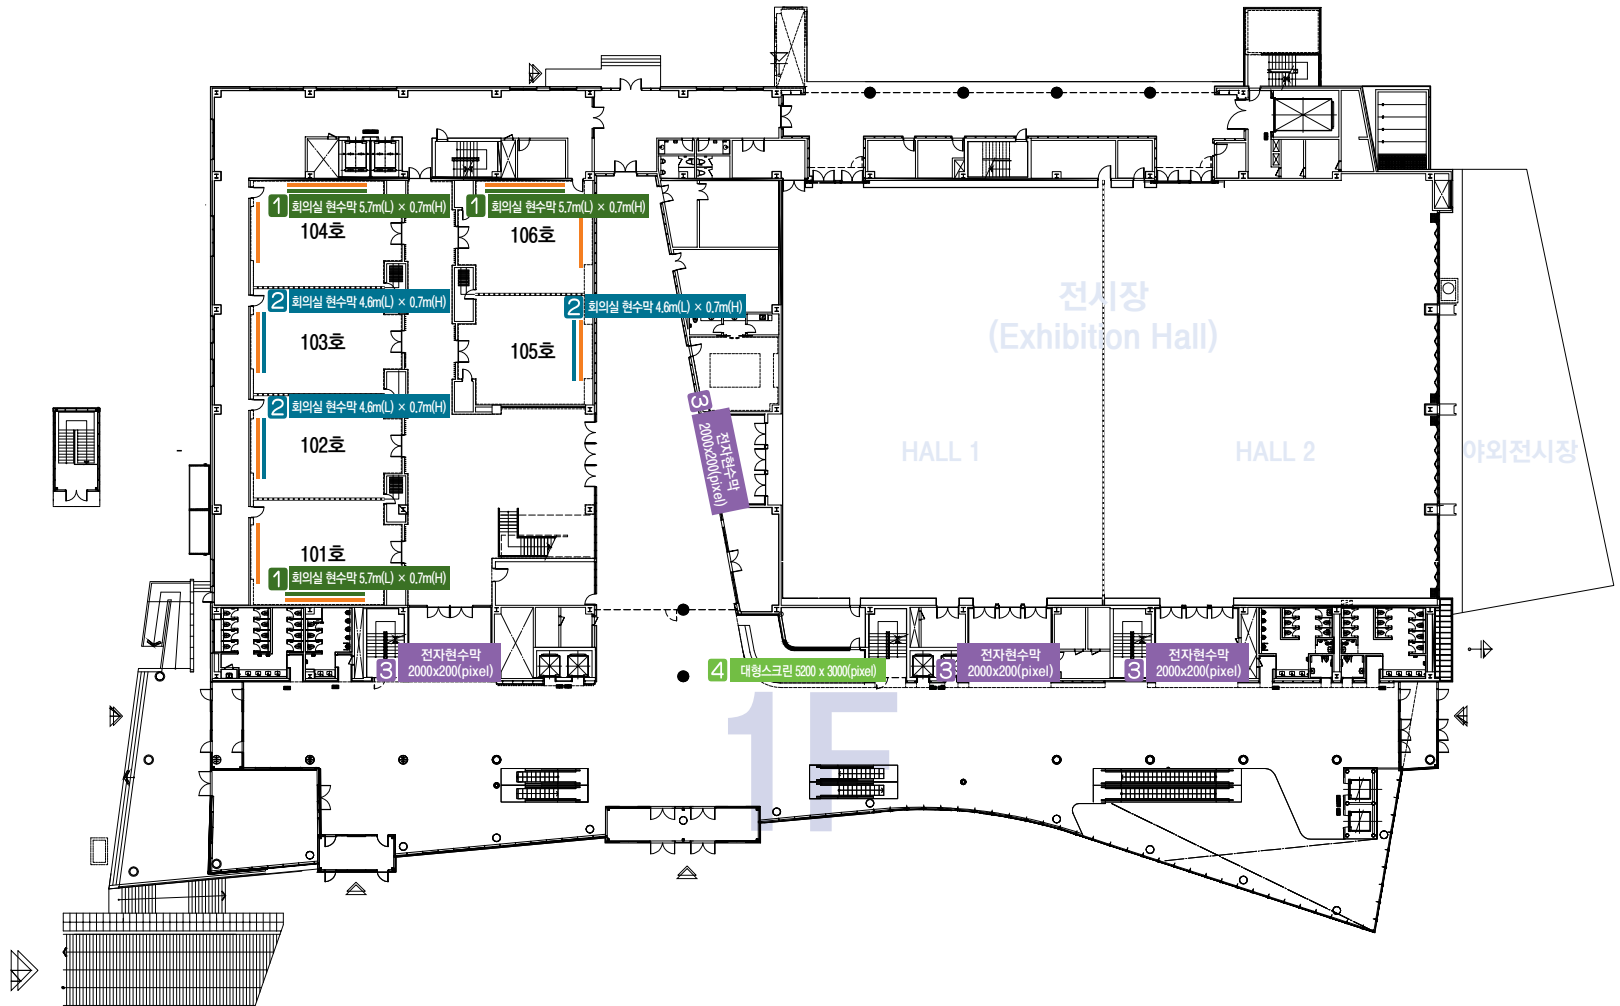 1 회의실 현수막 5.7m(L) × 0.7m(H)
104호
1 회의실 현수막 5.7m(L) × 0.7m(H)
106호
2 회의실 현수막 4.6m(L) × 0.7m(H)
103호
2 회의실 현수막 4.6m(L) × 0.7m(H)
105호
2 회의실 현수막 4.6m(L) × 0.7m(H)
102호
101호
1 회의실 현수막 5.7m(L) × 0.7m(H)
3 전자현수막
2000x200(pixel)
전시장
(Exhibition Hall)
HALL 1
HALL 2
야외전시장
3 전자현수막
2000x200(pixel)
4 대형스크린 5200 x 3000(pixel)
3 전자현수막
2000x200(pixel)
3 전자현수막
2000x200(pixel)
1F